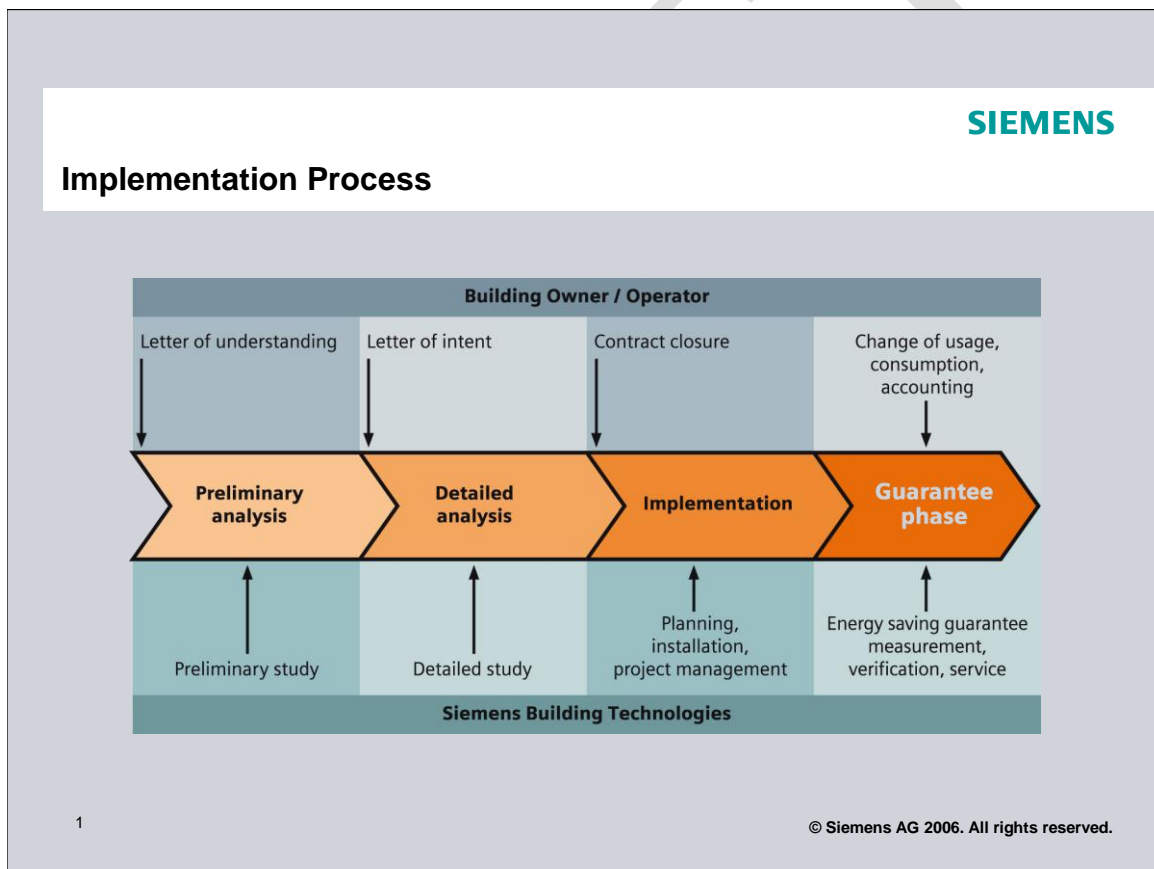 SIEMENS
Implementation Process
Building Owner / Operator
Letter of understanding
Letter of intent
Contract closure
Change of usage,
consumption,
accounting
Preliminary
analysis
Detailed
analysis
Implementation
Guarantee
phase
Preliminary study
Detailed study
Planning,
installation,
project management
Energy saving guarantee
measurement,
verification, service
Siemens Building Technologies
1
© Siemens AG 2006. All rights reserved.